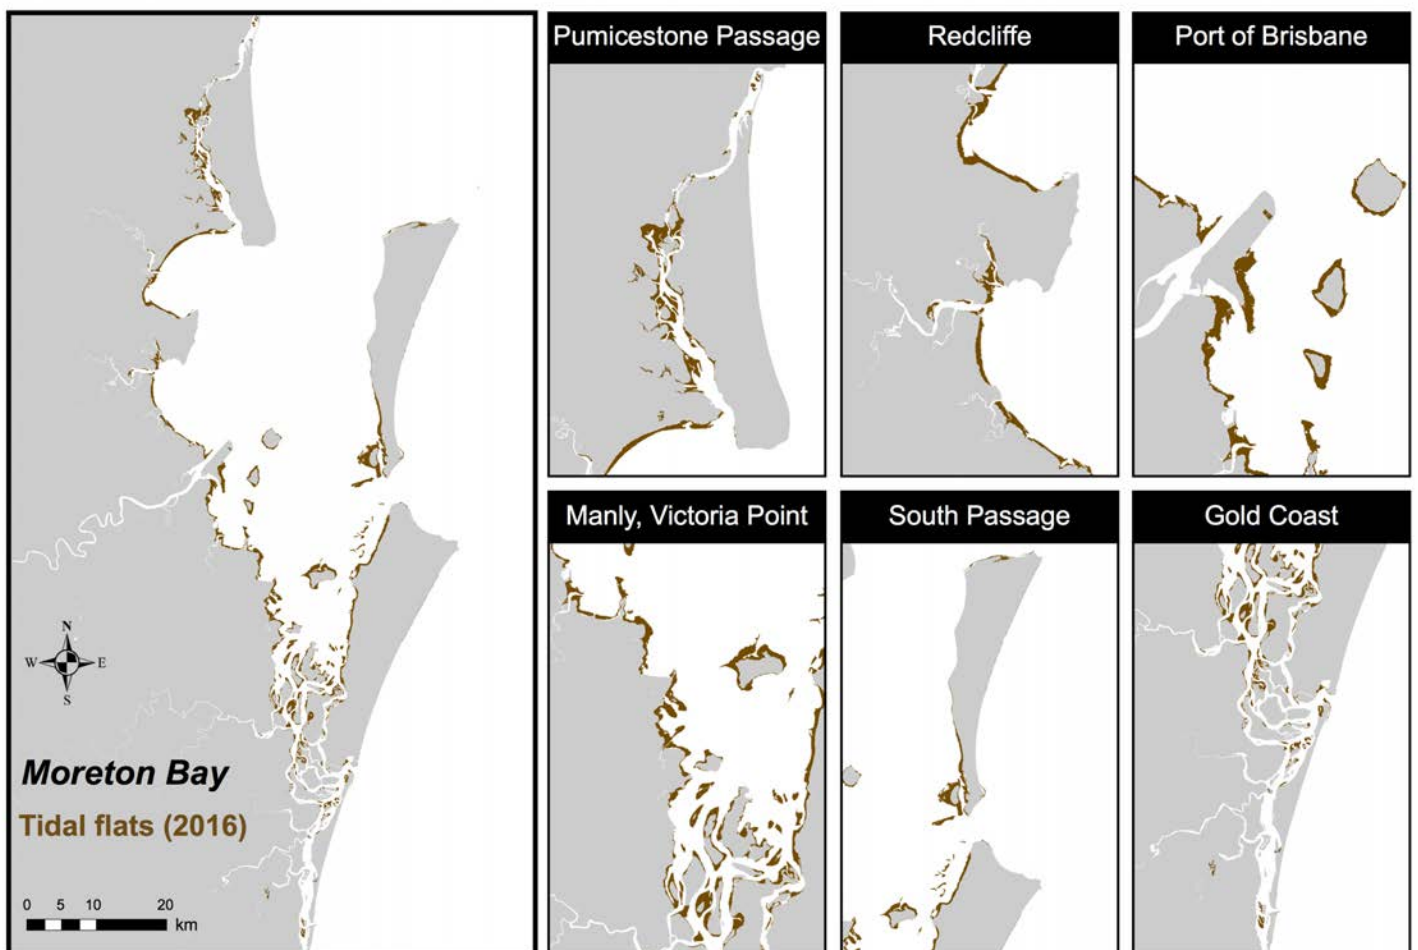 Pumicestone Passage
Redcliffe
Port of Brisbane
N
W E
S
Moreton Bay
Tidal flats (2016)
0 5 10 20
km
Manly, Victoria Point
South Passage
Gold Coast